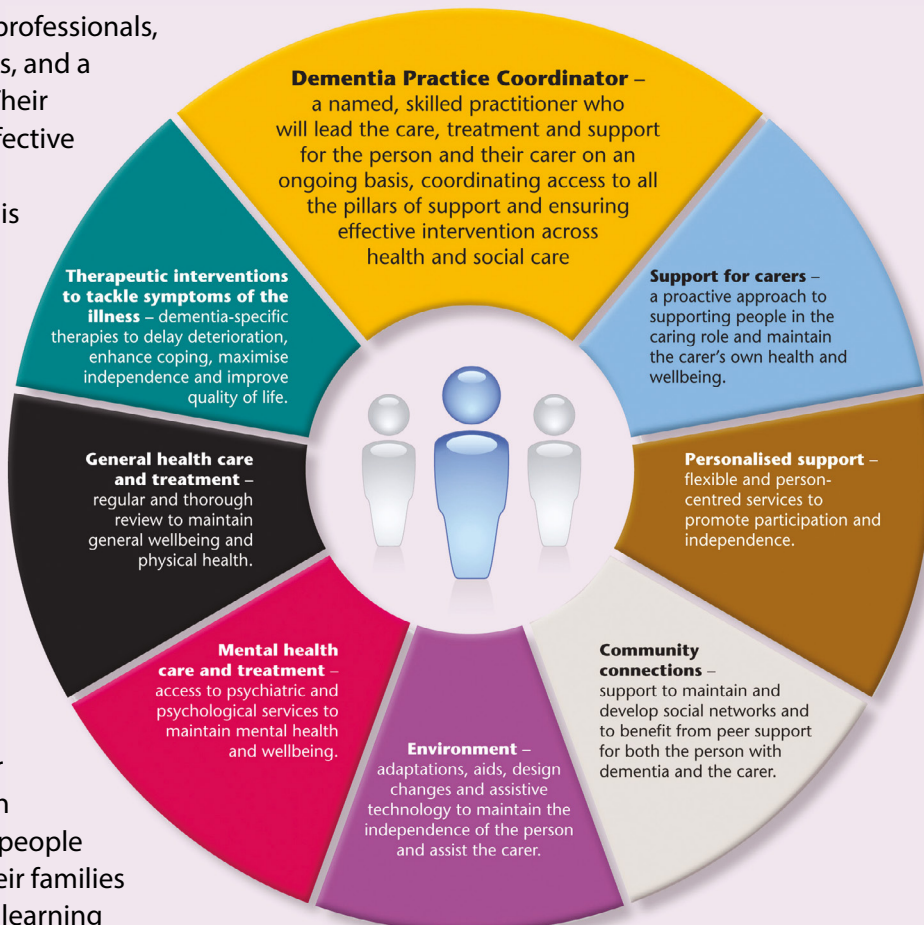 professionals,
s, and a
heir
fective
is
Dementia Practice Coordinator –
a named, skilled practitioner who
will lead the care, treatment and support
for the person and their carer on an
ongoing basis, coordinating access to all
the pillars of support and ensuring
effective intervention across
health and social care
Support for carers –
a proactive approach to
supporting people in the
caring role and maintain
the carer's own health and
wellbeing.
Personalised support –
flexible and person-
centred services to
promote participation and
independence.
Community
connections –
support to maintain and
develop social networks and
to benefit from peer support
for both the person with
dementia and the carer.
Environment –
adaptations, aids, design
changes and assistive
technology to maintain the
independence of the person
and assist the carer.
Mental health
care and treatment –
access to psychiatric and
psychological services to
maintain mental health
and wellbeing.
General health care
and treatment –
regular and thorough
review to maintain
general wellbeing and
physical health.
Therapeutic interventions
to tackle symptoms of the
illness – dementia-specific
therapies to delay deterioration,
enhance coping, maximise
independence and improve
quality of life.
people
eir families
learning